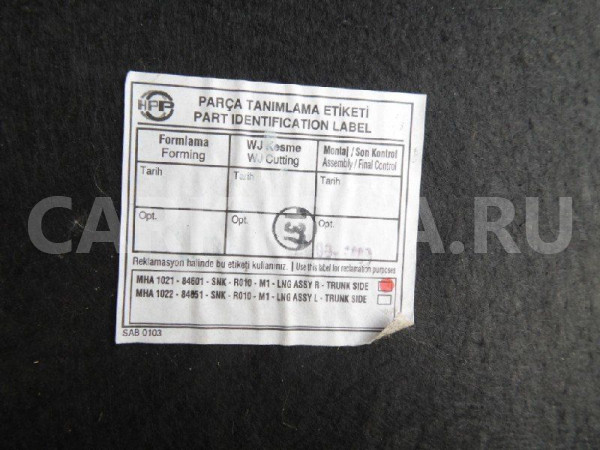 HPP
PARÇA TANIMLAMA ETİKETİ
PART IDENTIFICATION LABEL
Formlama
Forming
WJ Kesme
WJ Cutting
Montaj / Son Kontrol
Assembly / Final Control
Tarih
Tarih
Tarih
Opt.
Opt.
Opt.
131
Reklamasyon halinde bu etiketi kullanınız. | Use this label for reclamation purposes
MHA 1021 - 84601 - SNK - R010 - M1 - LNG ASSY R - TRUNK SIDE
MHA 1022 - 84651 - SNK - R010 - M1 - LNG ASSY L - TRUNK SIDE
SAB 0103